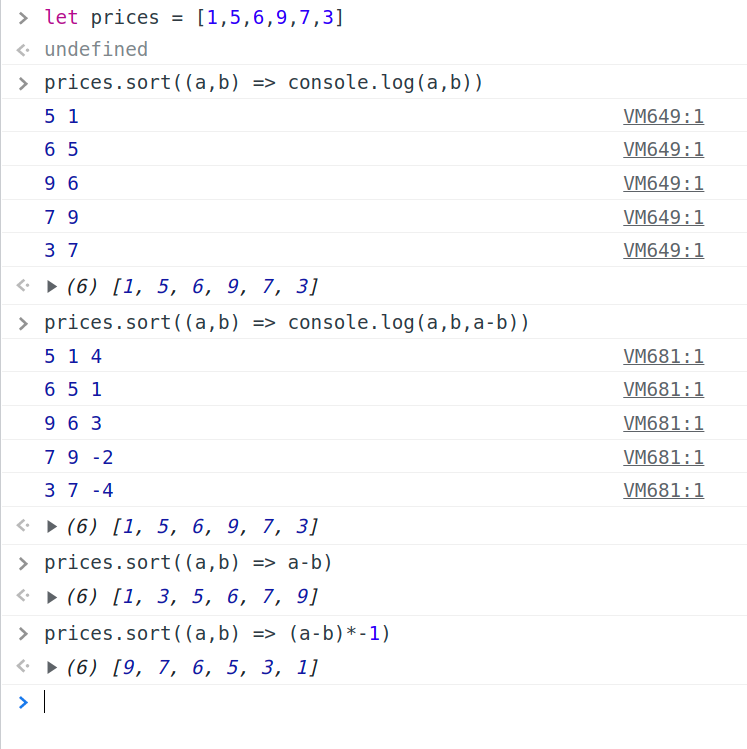 let prices = [1,5,6,9,7,3]
undefined
prices.sort((a,b) => console.log(a,b))
5 1 VM649:1
6 5 VM649:1
9 6 VM649:1
7 9 VM649:1
3 7 VM649:1
(6) [1, 5, 6, 9, 7, 3]
prices.sort((a,b) => console.log(a,b,a-b))
5 1 4 VM681:1
6 5 1 VM681:1
9 6 3 VM681:1
7 9 -2 VM681:1
3 7 -4 VM681:1
(6) [1, 5, 6, 9, 7, 3]
prices.sort((a,b) => a-b)
(6) [1, 3, 5, 6, 7, 9]
prices.sort((a,b) => (a-b)*-1)
(6) [9, 7, 6, 5, 3, 1]